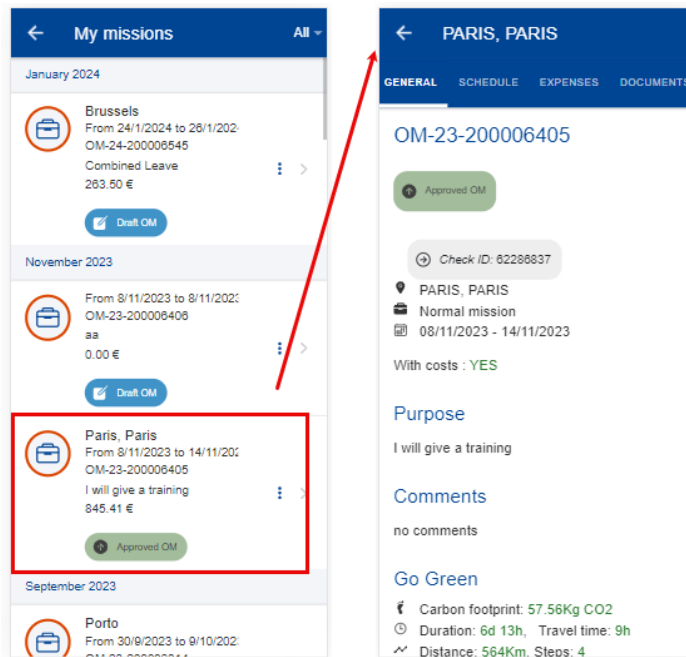 My missions
All
January 2024
Brussels
From 24/1/2024 to 26/1/202
OM-24-200006545
Combined Leave
263.50 €
Draft OM
November 2023
From 8/11/2023 to 8/11/2023
OM-23-200006406
aa
0.00 €
Draft OM
Paris, Paris
From 8/11/2023 to 14/11/202
OM-23-200006405
I will give a training
845.41 €
Approved OM
September 2023
Porto
From 30/9/2023 to 9/10/202
PARIS, PARIS
GENERAL SCHEDULE EXPENSES DOCUMENTS
OM-23-200006405
Approved OM
Check ID: 62286837
PARIS, PARIS
Normal mission
08/11/2023 - 14/11/2023
With costs : YES
Purpose
I will give a training
Comments
no comments
Go Green
Carbon footprint: 57.56Kg CO2
Duration: 6d 13h, Travel time: 9h
Distance: 564Km, Steps: 4